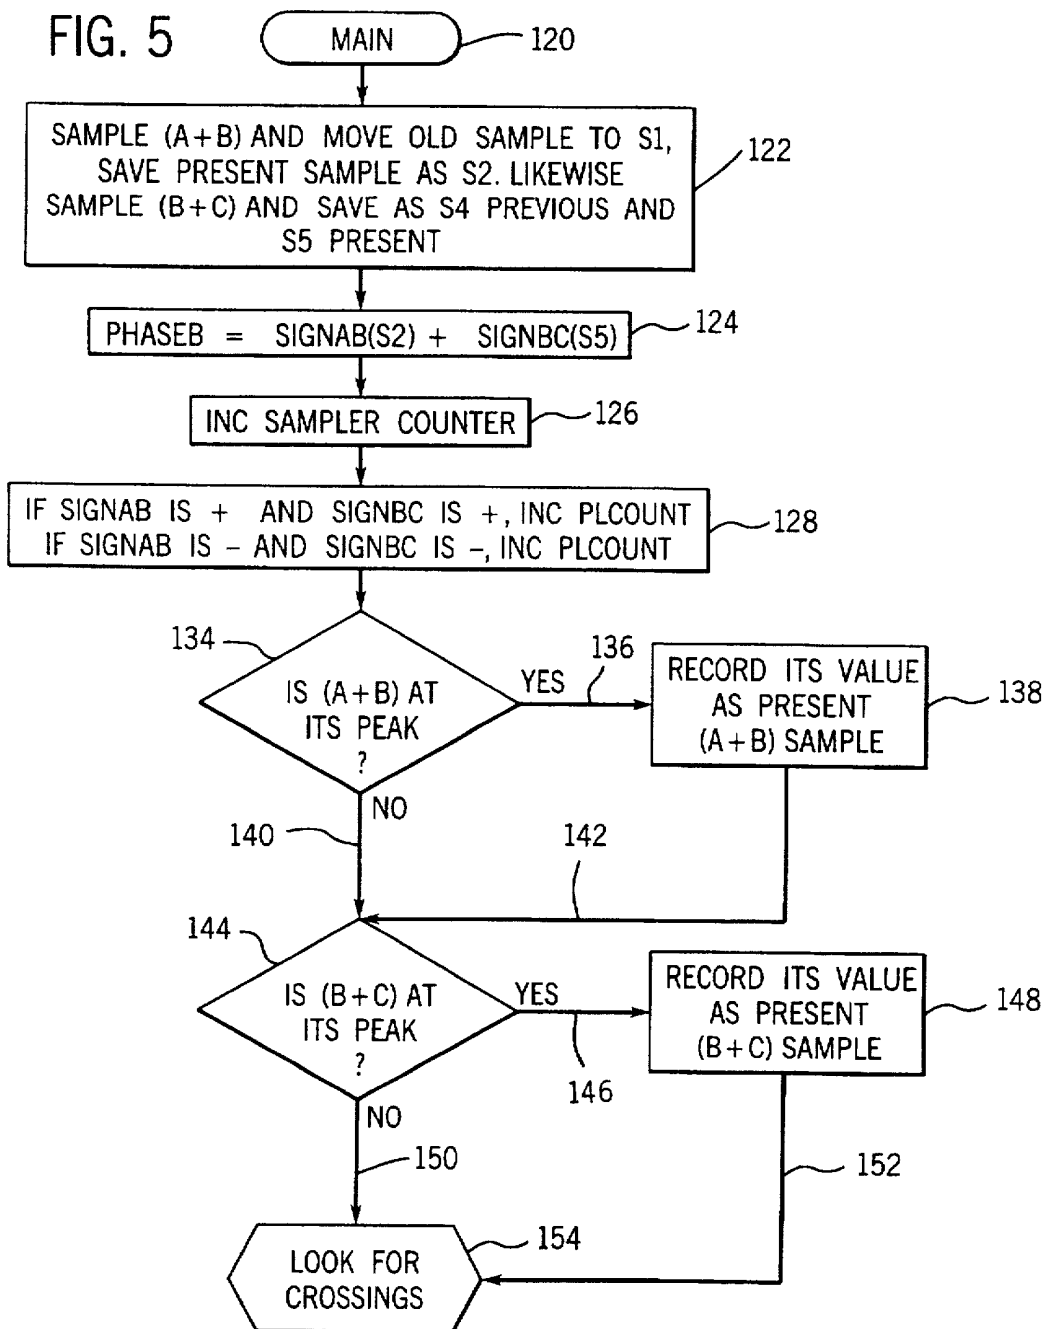 FIG. 5
MAIN
120
SAMPLE (A+B) AND MOVE OLD SAMPLE TO S1,
SAVE PRESENT SAMPLE AS S2. LIKEWISE
SAMPLE (B+C) AND SAVE AS S4 PREVIOUS AND
S5 PRESENT
122
PHASEB = SIGNAB(S2) + SIGNBC(S5)
124
INC SAMPLER COUNTER
126
IF SIGNAB IS + AND SIGNBC IS +, INC PLCOUNT
IF SIGNAB IS – AND SIGNBC IS –, INC PLCOUNT
128
134
IS (A+B) AT
ITS PEAK
?
YES
136
RECORD ITS VALUE
AS PRESENT
(A+B) SAMPLE
138
NO
140
142
144
IS (B+C) AT
ITS PEAK
?
YES
146
RECORD ITS VALUE
AS PRESENT
(B+C) SAMPLE
148
NO
150
152
LOOK FOR
CROSSINGS
154